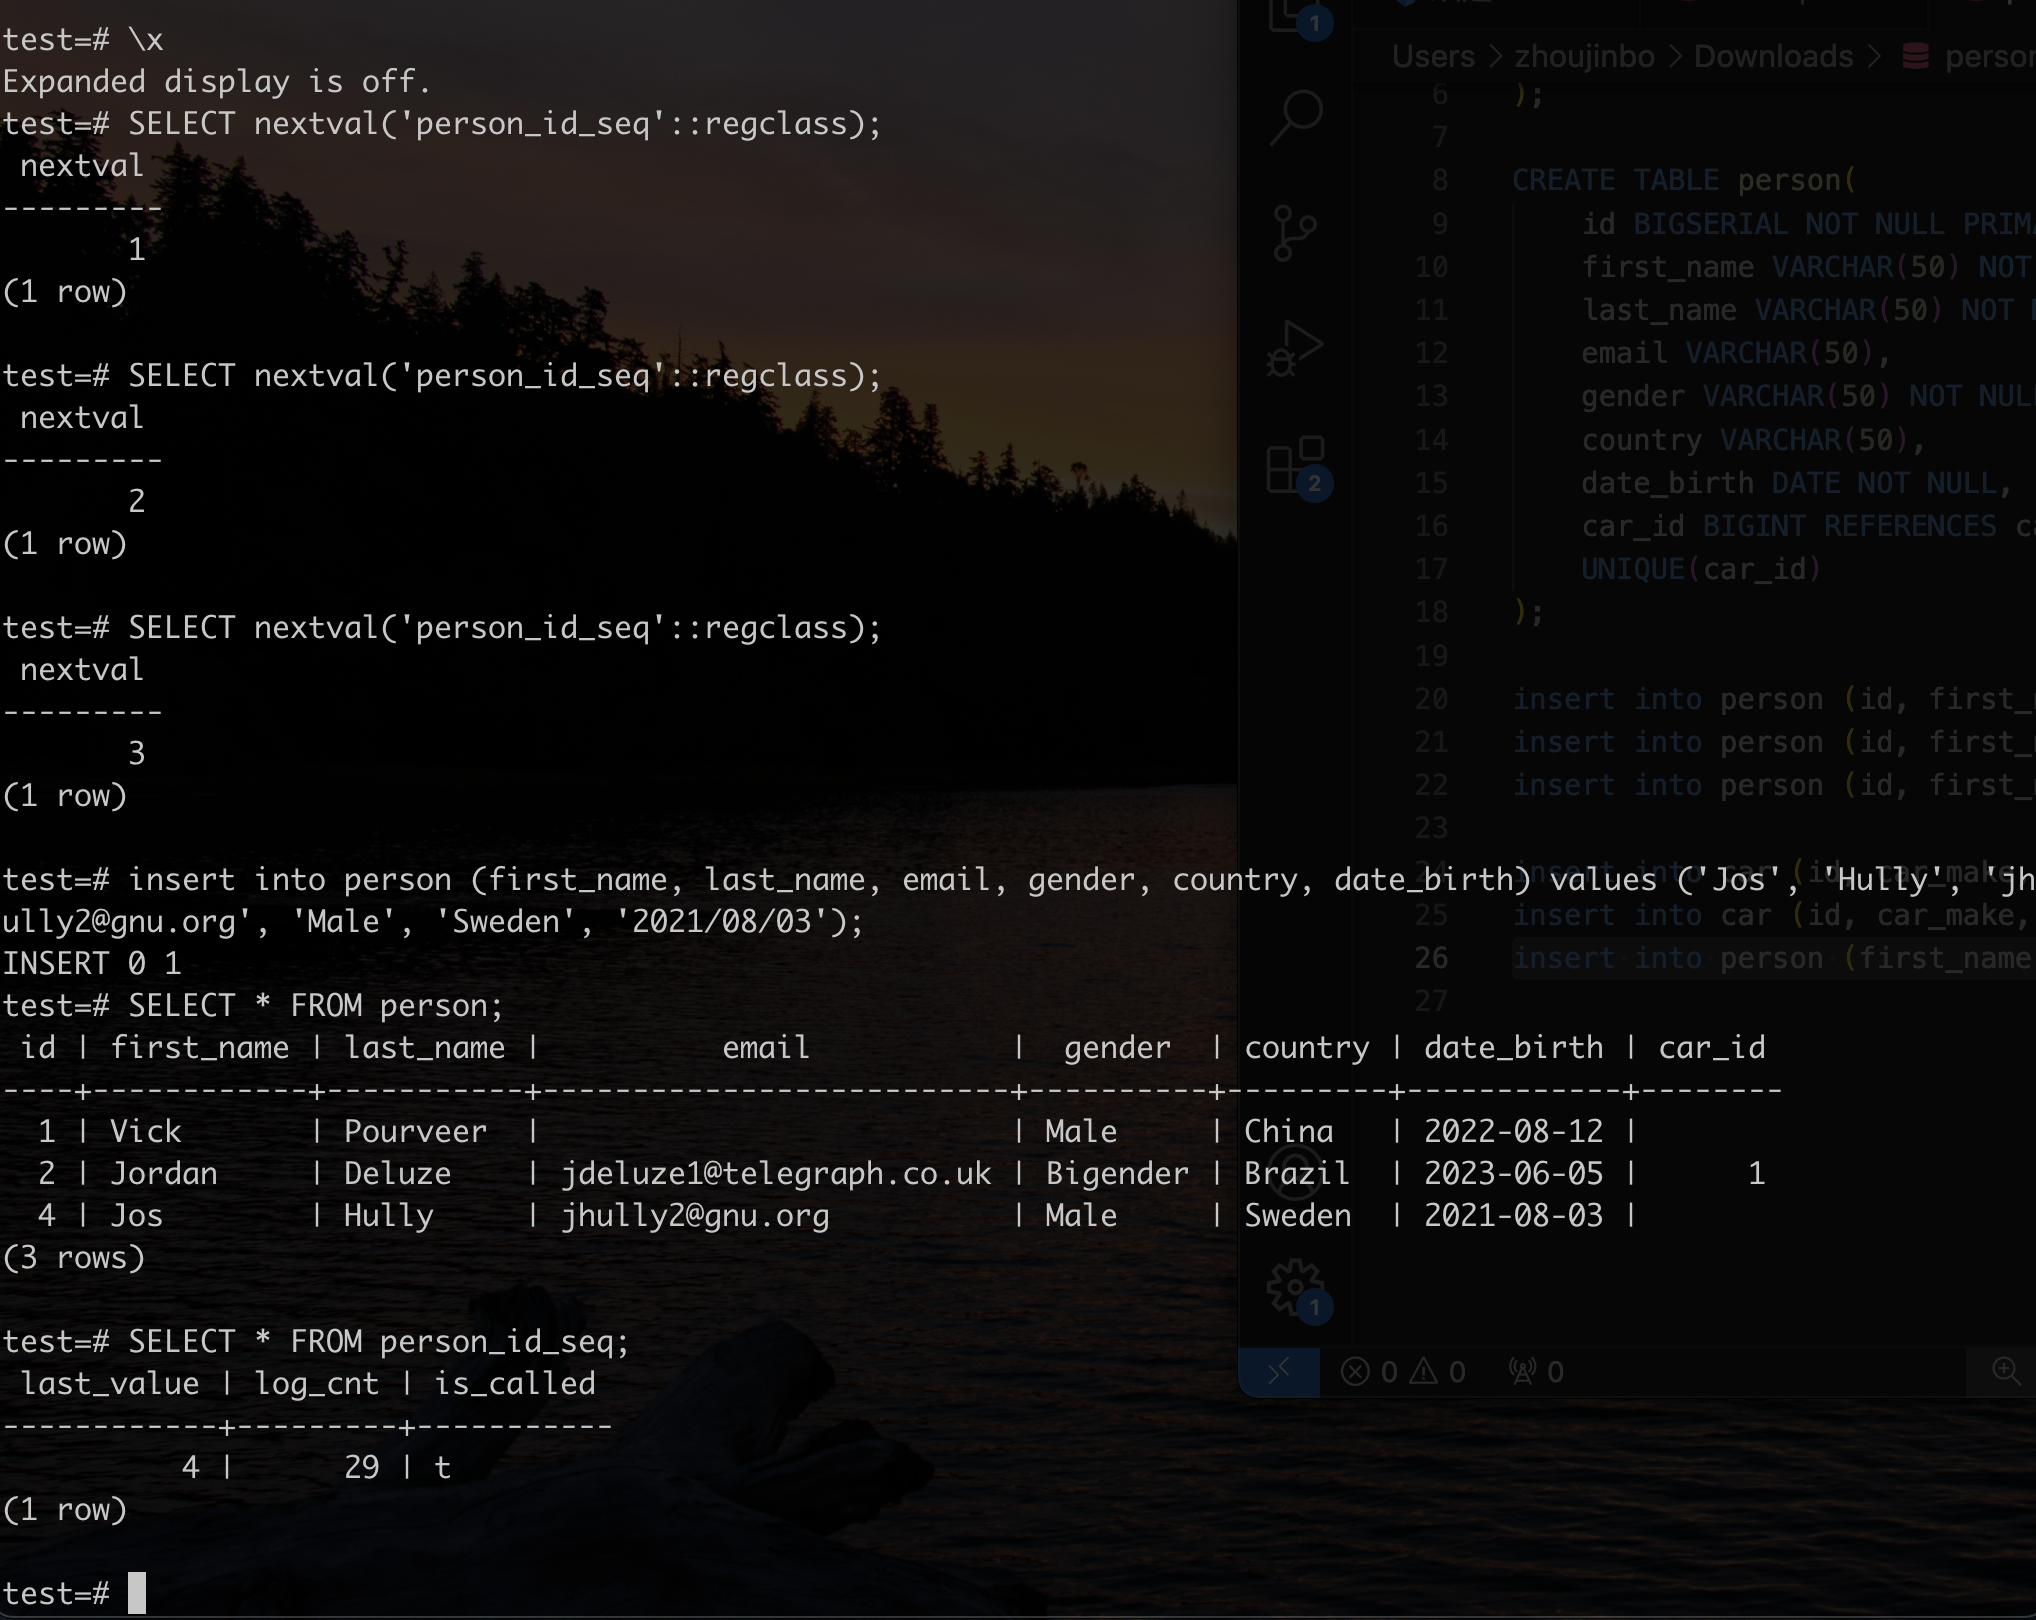 test=# \x
Expanded display is off.
test=# SELECT nextval('person_id_seq'::regclass);
 nextval
---------
       1
(1 row)

test=# SELECT nextval('person_id_seq'::regclass);
 nextval
---------
       2
(1 row)

test=# SELECT nextval('person_id_seq'::regclass);
 nextval
---------
       3
(1 row)

test=# insert into person (first_name, last_name, email, gender, country, date_birth) values ('Jos', 'Hully', 'jh
ully2@gnu.org', 'Male', 'Sweden', '2021/08/03');
INSERT 0 1
test=# SELECT * FROM person;
 id | first_name | last_name |          email           |  gender  | country | date_birth | car_id
----+------------+-----------+--------------------------+----------+---------+------------+--------
  1 | Vick       | Pourveer  |                          | Male     | China   | 2022-08-12 |
  2 | Jordan     | Deluze    | jdeluze1@telegraph.co.uk | Bigender | Brazil  | 2023-06-05 |      1
  4 | Jos        | Hully     | jhully2@gnu.org          | Male     | Sweden  | 2021-08-03 |
(3 rows)

test=# SELECT * FROM person_id_seq;
 last_value | log_cnt | is_called
------------+---------+-----------
          4 |      29 | t
(1 row)

test=#
1
2
1
Users > zhoujinbo > Downloads >
6 );
7
8 CREATE TABLE person(
9 id BIGSERIAL NOT NULL
10 first_name VARCHAR(50) NOT
11 last_name VARCHAR(50) NOT
12 email VARCHAR(50),
13 gender VARCHAR(50) NOT
14 country VARCHAR(50),
15 date_birth DATE NOT NULL,
16 car_id BIGINT REFERENCES
17 UNIQUE(car_id)
18 );
19
20 insert into person (id,
21 insert into person (id,
22 insert into person (id,
23
24 insert into car (id, car_make,
25 insert into car (id, car_make,
26 insert into person (first_name
27
0 0 0